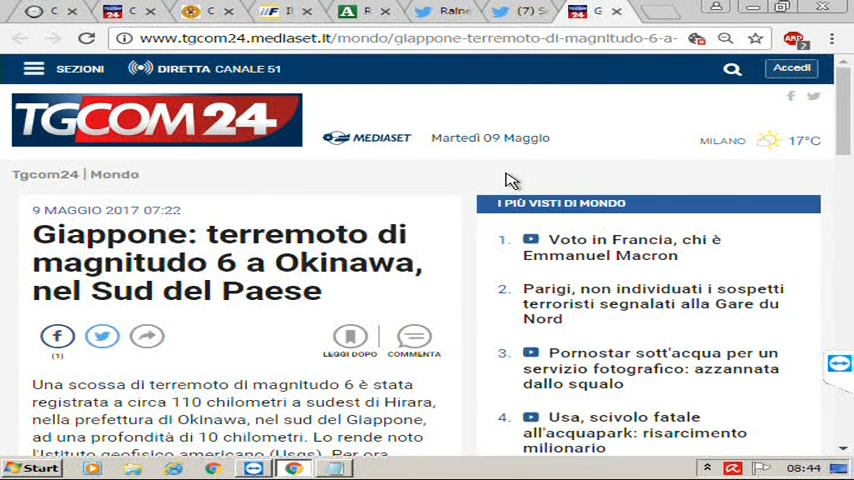 www.tgcom24.mediaset.it/mondo/giappone-terremoto-di-magnitudo-6-a-
SEZIONI
DIRETTA CANALE 51
Accedi
TGCOM 24
MEDIASET
Martedì 09 Maggio
MILANO
17°C
Tgcom24 | Mondo
9 MAGGIO 2017 07:22
Giappone: terremoto di
magnitudo 6 a Okinawa,
nel Sud del Paese
(1)
LEGGI DOPO
COMMENTA
Una scossa di terremoto di magnitudo 6 è stata
registrata a circa 110 chilometri a sudest di Hirara,
nella prefettura di Okinawa, nel sud del Giappone,
ad una profondità di 10 chilometri. Lo rende noto
l'Istituto geofisico americano (Usgs). Per ora
I PIÙ VISTI DI MONDO
1. Voto in Francia, chi è
Emmanuel Macron
2. Parigi, non individuati i sospetti
terroristi segnalati alla Gare du
Nord
3. Pornostar sott'acqua per un
servizio fotografico: azzannata
dallo squalo
4. Usa, scivolo fatale
all'acquapark: risarcimento
milionario
Start
08:44